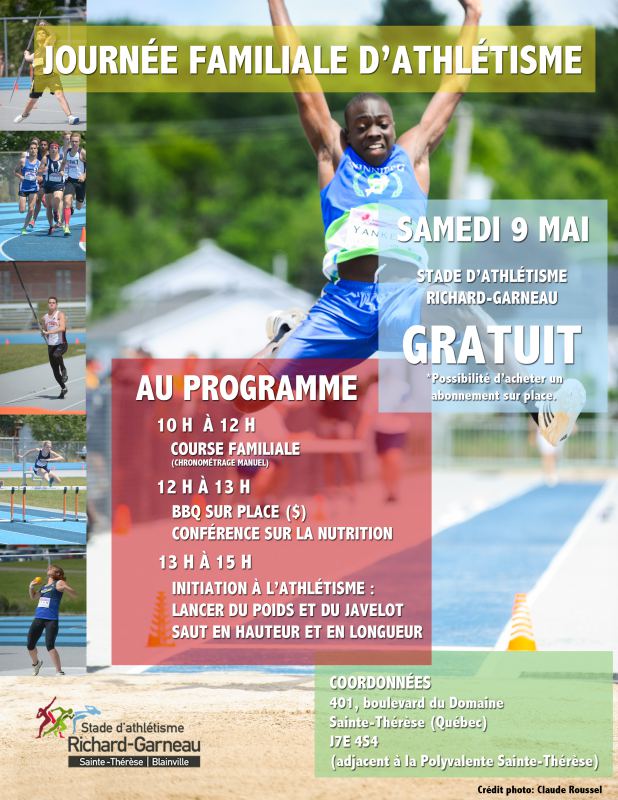 JOURNÉE FAMILIALE D'ATHLÉTISME
WINNIPEG
YANKE
SAMEDI 9 MAI
STADE D'ATHLÉTISME
RICHARD-GARNEAU
GRATUIT
*Possibilité d'acheter un
abonnement sur place.
AU PROGRAMME
10 H À 12 H
COURSE FAMILIALE
(CHRONOMÉTRAGE MANUEL)
12 H À 13 H
BBQ SUR PLACE ($)
CONFÉRENCE SUR LA NUTRITION
13 H À 15 H
INITIATION À L'ATHLÉTISME :
LANCER DU POIDS ET DU JAVELOT
SAUT EN HAUTEUR ET EN LONGUEUR
COORDONNÉES
401, boulevard du Domaine
Sainte-Thérèse (Québec)
J7E 4S4
(adjacent à la Polyvalente Sainte-Thérèse)
Stade d'athlétisme
Richard-Garneau
Sainte-Thérèse | Blainville
Crédit photo: Claude Roussel